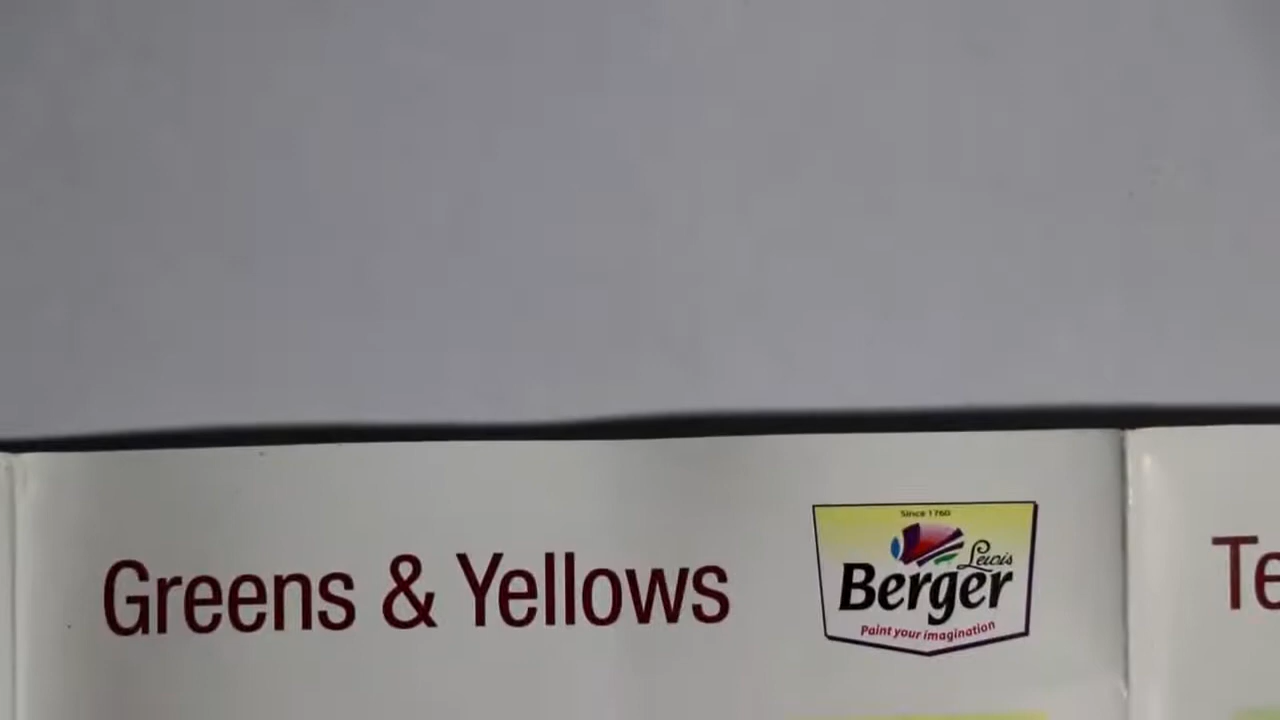 Greens & Yellows
Since 1760
Lewis
Berger
Paint your imagination
Te